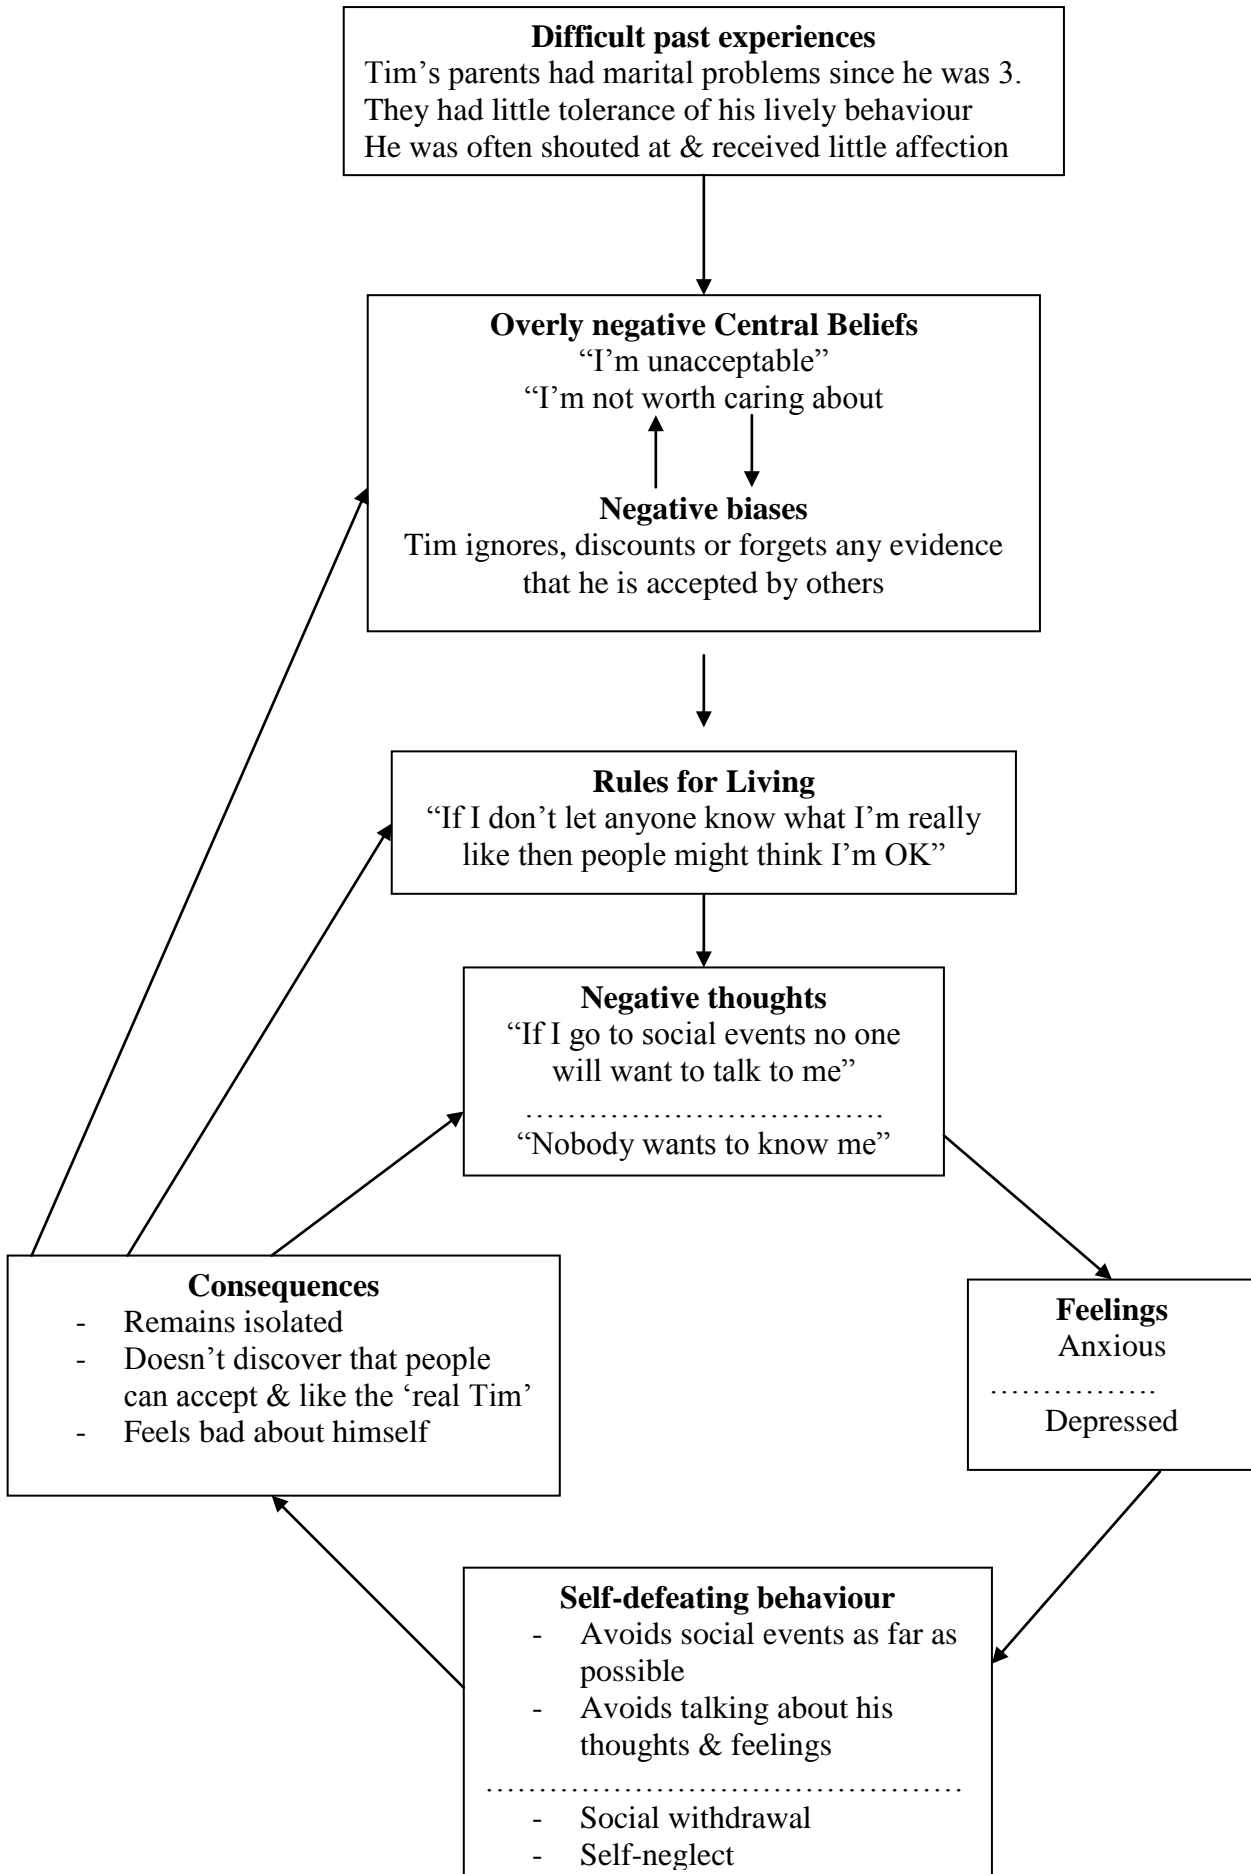 Difficult past experiences
Tim’s parents had marital problems since he was 3.
They had little tolerance of his lively behaviour
He was often shouted at & received little affection
Overly negative Central Beliefs
“I’m unacceptable”
“I’m not worth caring about
Negative biases
Tim ignores, discounts or forgets any evidence
that he is accepted by others
Rules for Living
“If I don’t let anyone know what I’m really
like then people might think I’m OK”
Negative thoughts
“If I go to social events no one
will want to talk to me”
……………………………
“Nobody wants to know me”
Consequences
- Remains isolated
- Doesn’t discover that people
can accept & like the ‘real Tim’
- Feels bad about himself
Feelings
Anxious
…………….
Depressed
Self-defeating behaviour
- Avoids social events as far as
possible
- Avoids talking about his
thoughts & feelings
………………………………………
- Social withdrawal
- Self-neglect